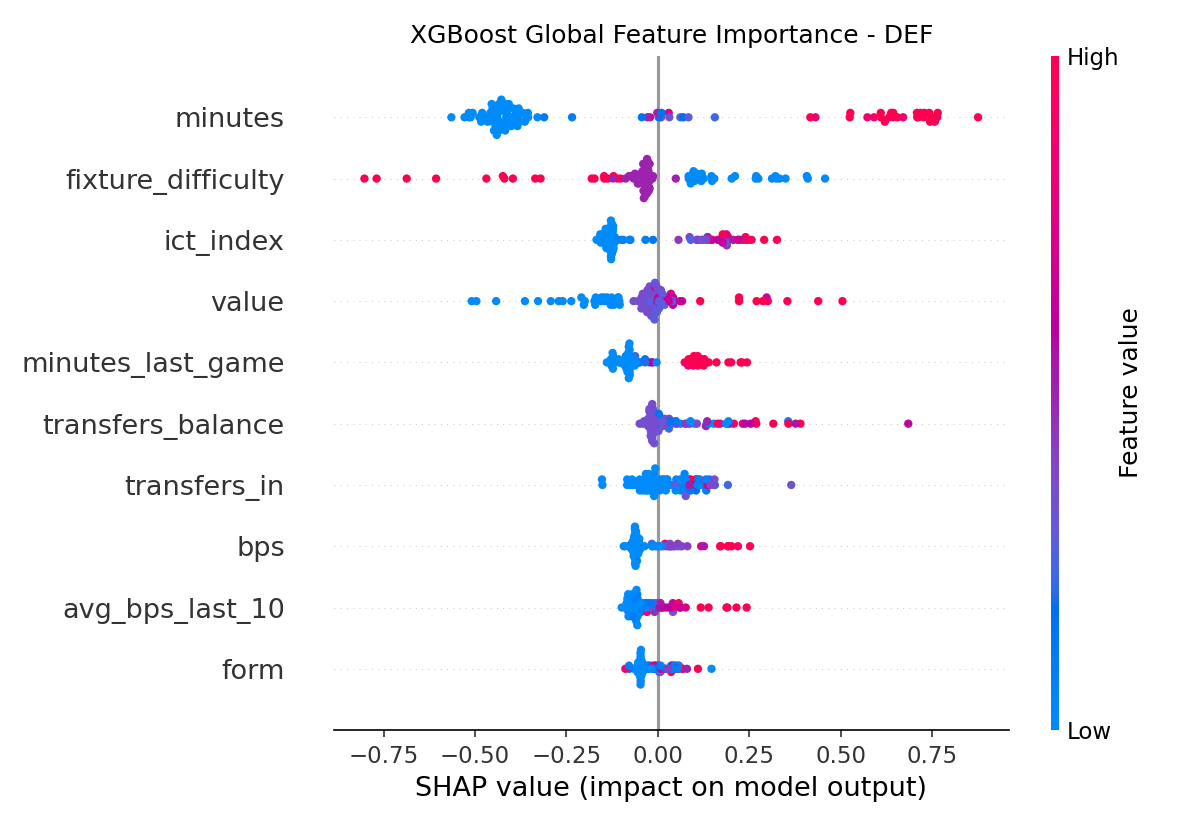 XGBoost Global Feature Importance - DEF
High
minutes
fixture_difficulty
ict_index
value
minutes_last_game
transfers_balance
transfers_in
bps
avg_bps_last_10
form
Feature value
Low
−0.75 −0.50 −0.25 0.00 0.25 0.50 0.75
SHAP value (impact on model output)